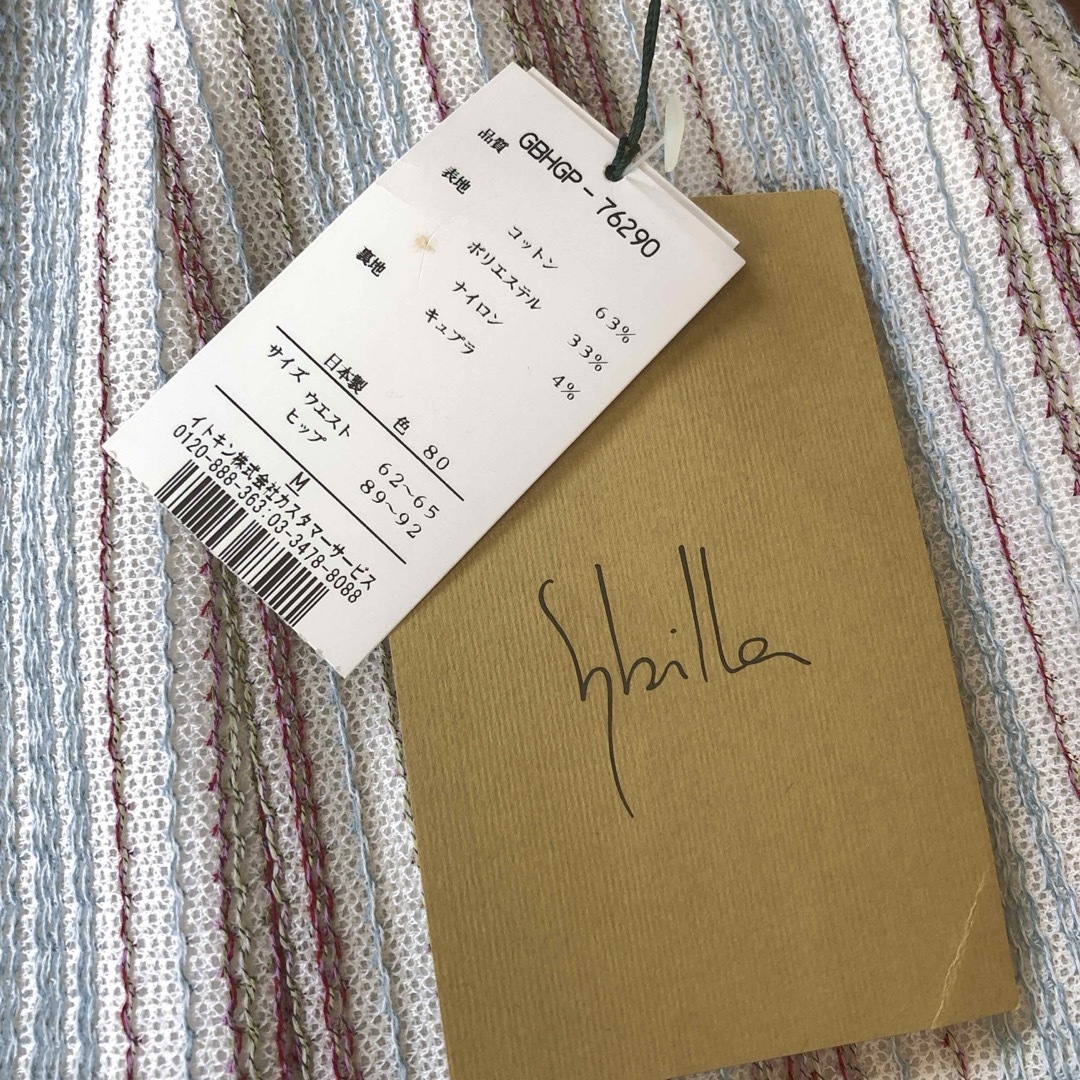 品質 GBHGP-76290
表地 コットン 63%
ポリエステル 33%
ナイロン 4%
裏地 キュプラ
日本製 色 80
サイズ ウエスト 62〜65
ヒップ 89〜92
M
イトキン株式会社カスタマーサービス
0120-888-363:03-3478-8088
Sybilla